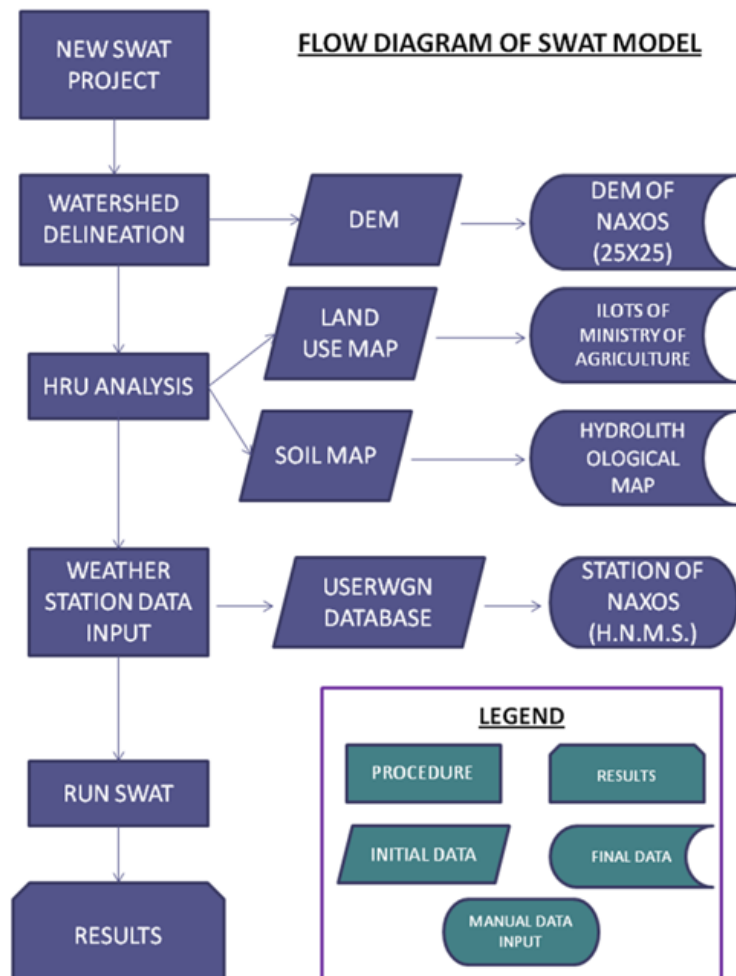 FLOW DIAGRAM OF SWAT MODEL
NEW SWAT
PROJECT
WATERSHED
DELINEATION
DEM
DEM OF
NAXOS
(25X25)
HRU ANALYSIS
LAND
USE MAP
ILOTS OF
MINISTRY OF
AGRICULTURE
SOIL MAP
HYDROLITH
OLOGICAL
MAP
WEATHER
STATION DATA
INPUT
USERWGN
DATABASE
STATION OF
NAXOS
(H.N.M.S.)
RUN SWAT
RESULTS
LEGEND
PROCEDURE
RESULTS
INITIAL DATA
FINAL DATA
MANUAL DATA
INPUT